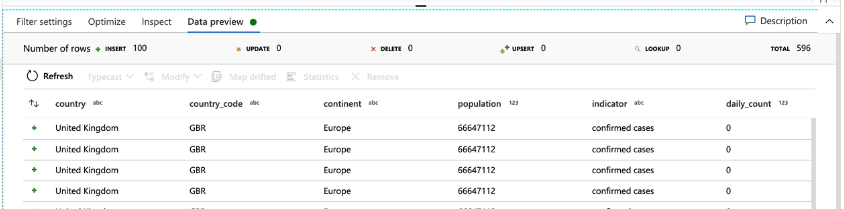 Filter settings Optimize Inspect Data preview Description
Number of rows INSERT 100 UPDATE 0 DELETE 0 UPSERT 0 LOOKUP 0 TOTAL 596
Refresh Typecast Modify Map drifted Statistics Remove
country abc country_code abc continent abc population 123 indicator abc daily_count 123
United Kingdom GBR Europe 66647112 confirmed cases 0
United Kingdom GBR Europe 66647112 confirmed cases 0
United Kingdom GBR Europe 66647112 confirmed cases 0
United Kingdom GBR Europe 66647112 confirmed cases 0